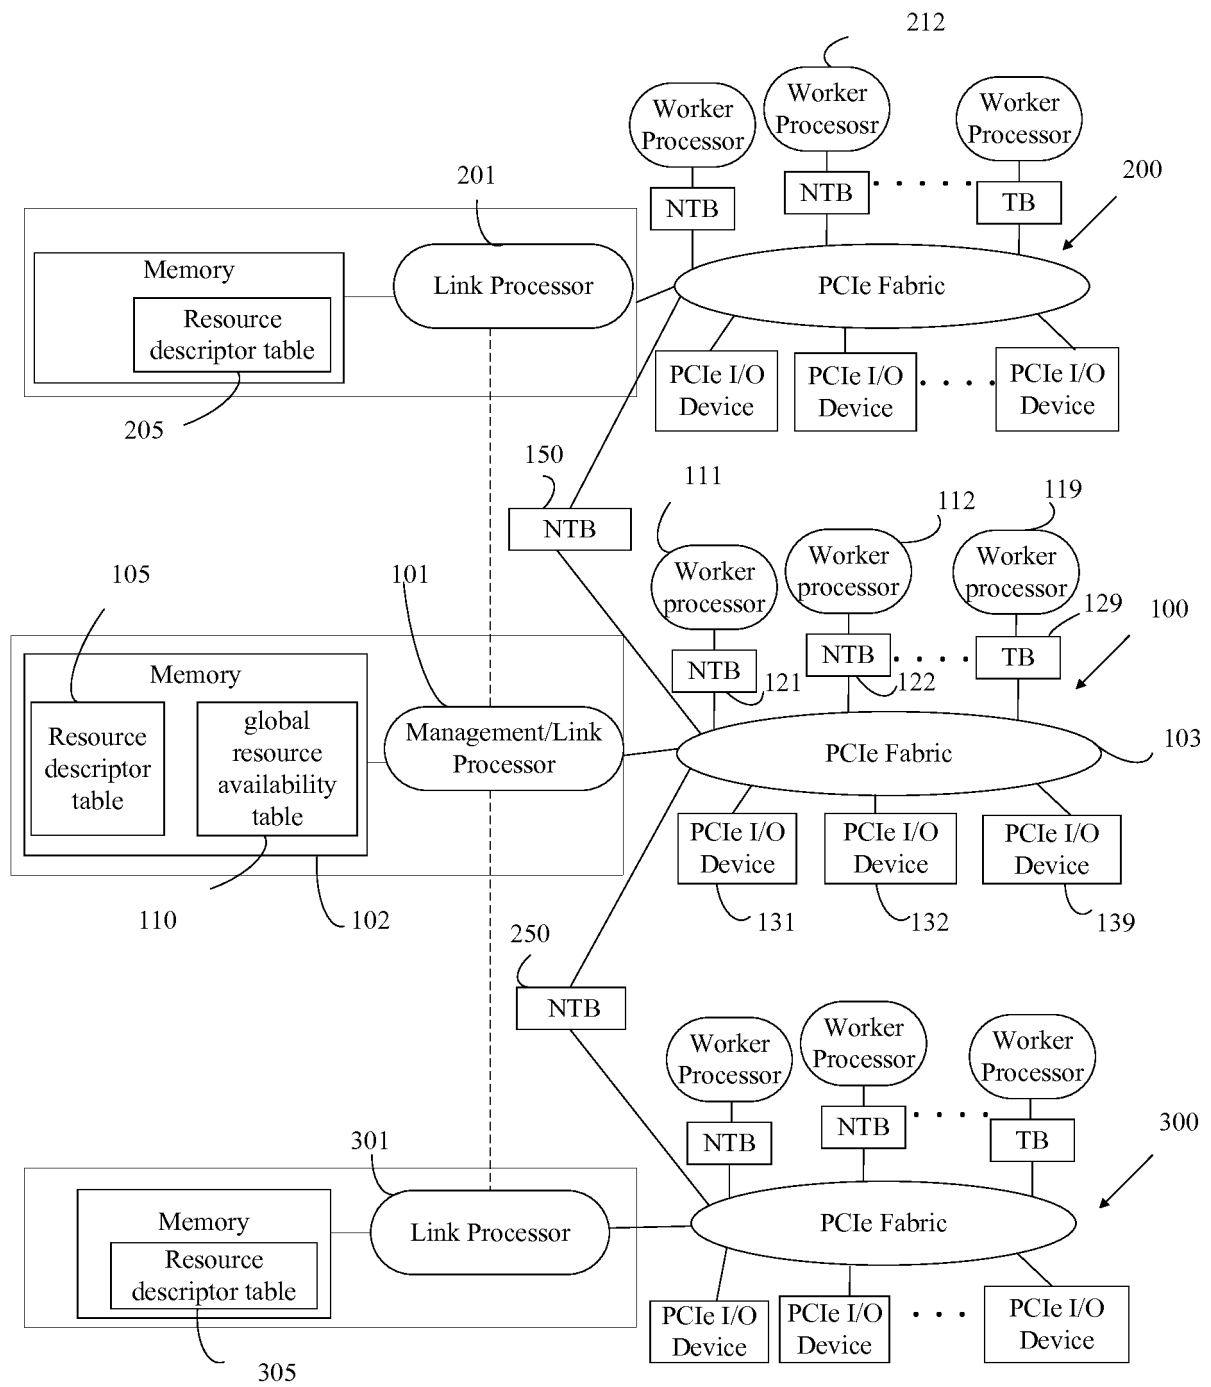 212
Worker
Processor
Worker
Procesosr
Worker
Processor
201
200
NTB
NTB
TB
Memory
Resource
descriptor table
Link Processor
PCIe Fabric
PCIe I/O
Device
PCIe I/O
Device
PCIe I/O
Device
205
150
NTB
111
112
119
Worker
processor
Worker
processor
Worker
processor
105
101
129
100
NTB
NTB
TB
121
122
Memory
Resource
descriptor
table
global
resource
availability
table
Management/Link
Processor
PCIe Fabric
103
PCIe I/O
Device
PCIe I/O
Device
PCIe I/O
Device
110
102
131
132
139
250
NTB
Worker
Processor
Worker
Processor
Worker
Processor
NTB
NTB
TB
300
301
Memory
Resource
descriptor table
Link Processor
PCIe Fabric
PCIe I/O
Device
PCIe I/O
Device
PCIe I/O
Device
305